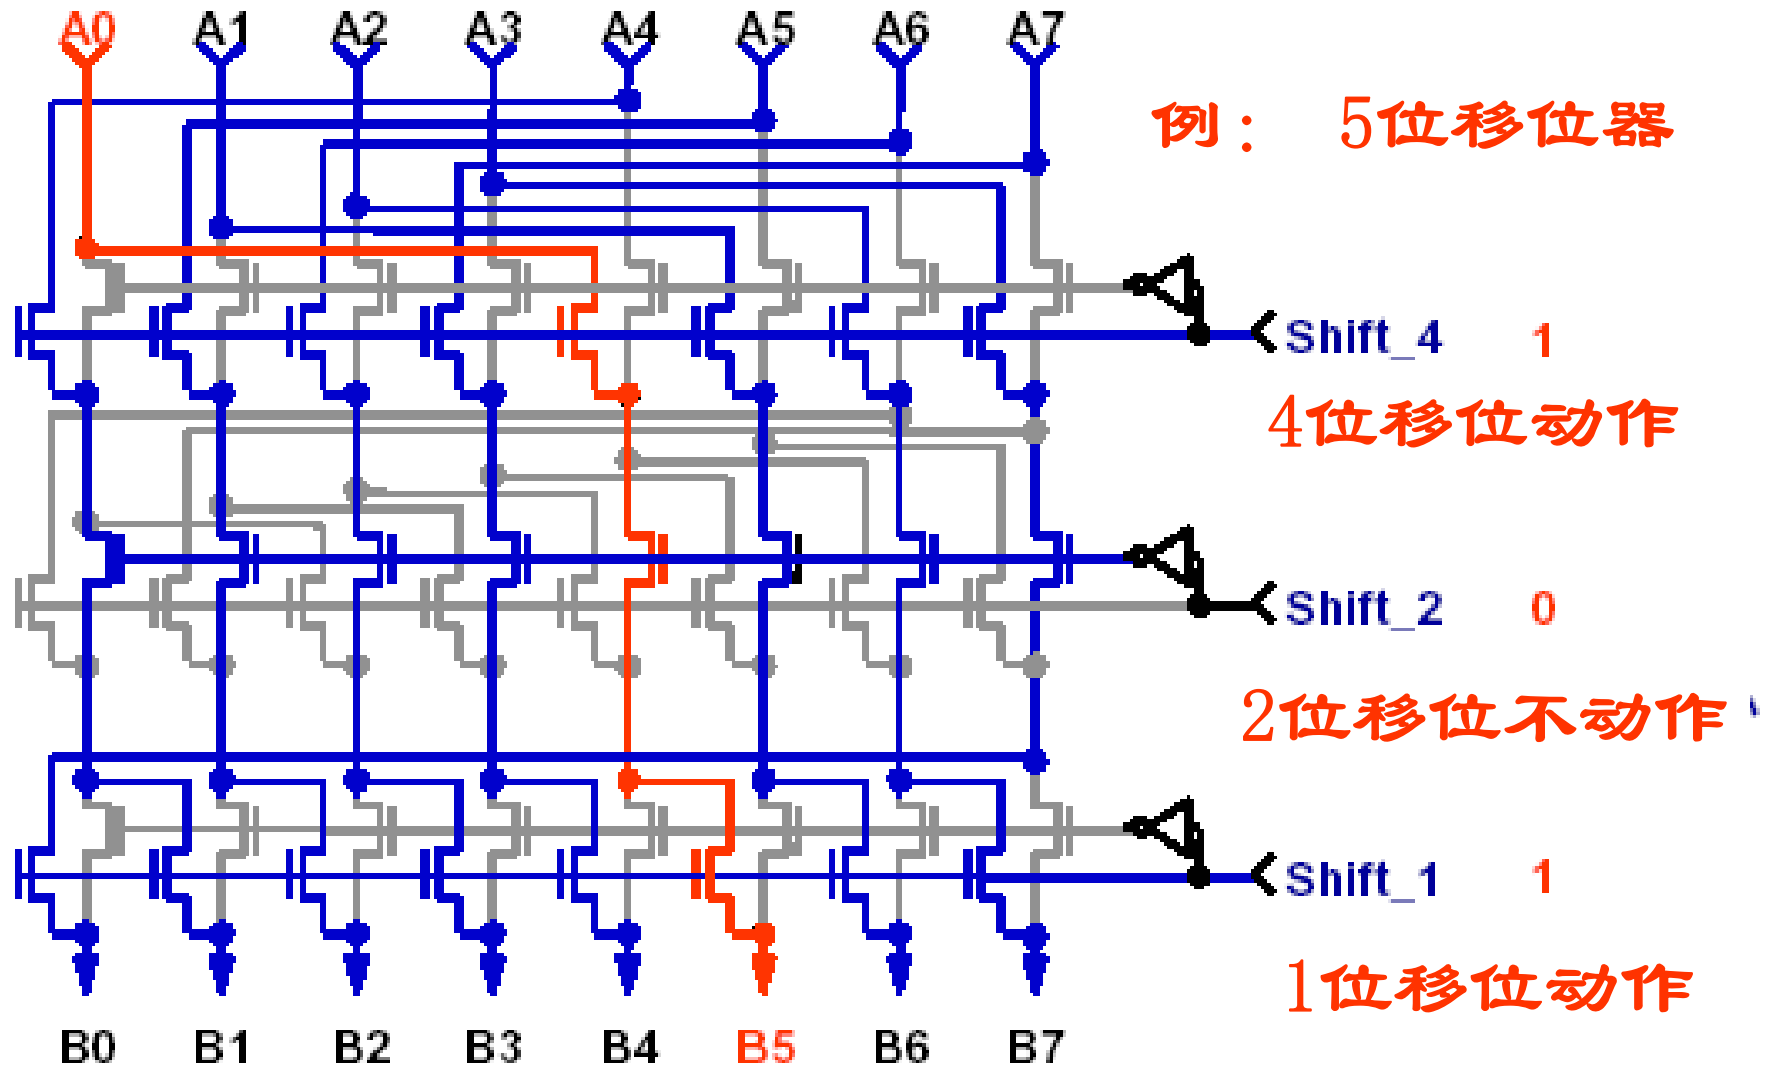 A0 A1 A2 A3 A4 A5 A6 A7
例： 5位移位器
Shift_4 1
4位移位动作
Shift_2 0
2位移位不动作
Shift_1 1
1位移位动作
B0 B1 B2 B3 B4 B5 B6 B7